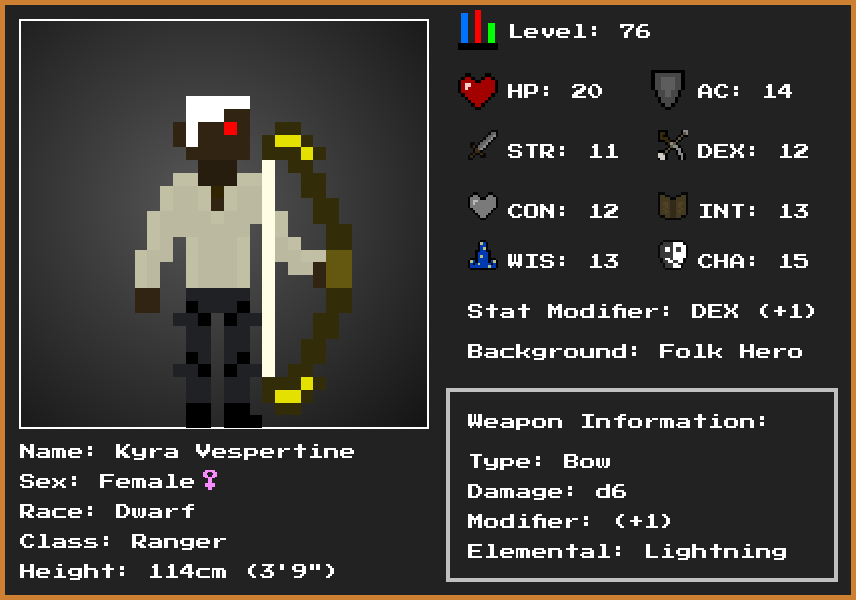 Level: 76
HP: 20
AC: 14
STR: 11
DEX: 12
CON: 12
INT: 13
WIS: 13
CHA: 15
Stat Modifier: DEX (+1)
Background: Folk Hero
Weapon Information:
Type: Bow
Damage: d6
Modifier: (+1)
Elemental: Lightning
Name: Kyra Vespertine
Sex: Female♀
Race: Dwarf
Class: Ranger
Height: 114cm (3'9")